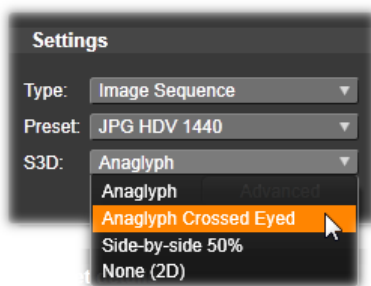 Settings
Type: Image Sequence
Preset: JPG HDV 1440
S3D: Anaglyph
Anaglyph
Advanced
Anaglyph Crossed Eyed
Side-by-side 50%
None (2D)